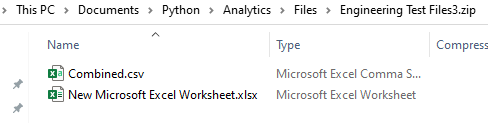 > This PC > Documents > Python > Analytics > Files > Engineering Test Files3.zip
Name Type Compress
Combined.csv Microsoft Excel Comma S...
New Microsoft Excel Worksheet.xlsx Microsoft Excel Worksheet